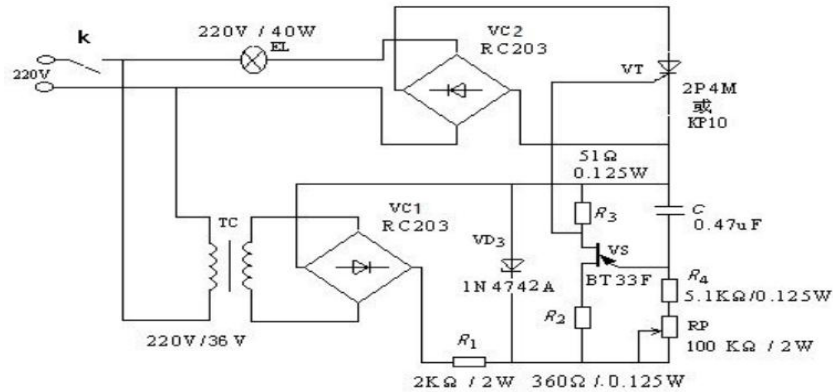 k
220V
220V / 40W
EL
VC2
RC203
VT
2P4M
或
KP10
51Ω
0.125W
R3
C
0.47uF
TC
VC1
RC203
VD3
1N4742A
VS
BT33F
R4
5.1KΩ/0.125W
R2
RP
100 KΩ / 2W
220V/36V
R1
2KΩ / 2W
360Ω/.0.125W